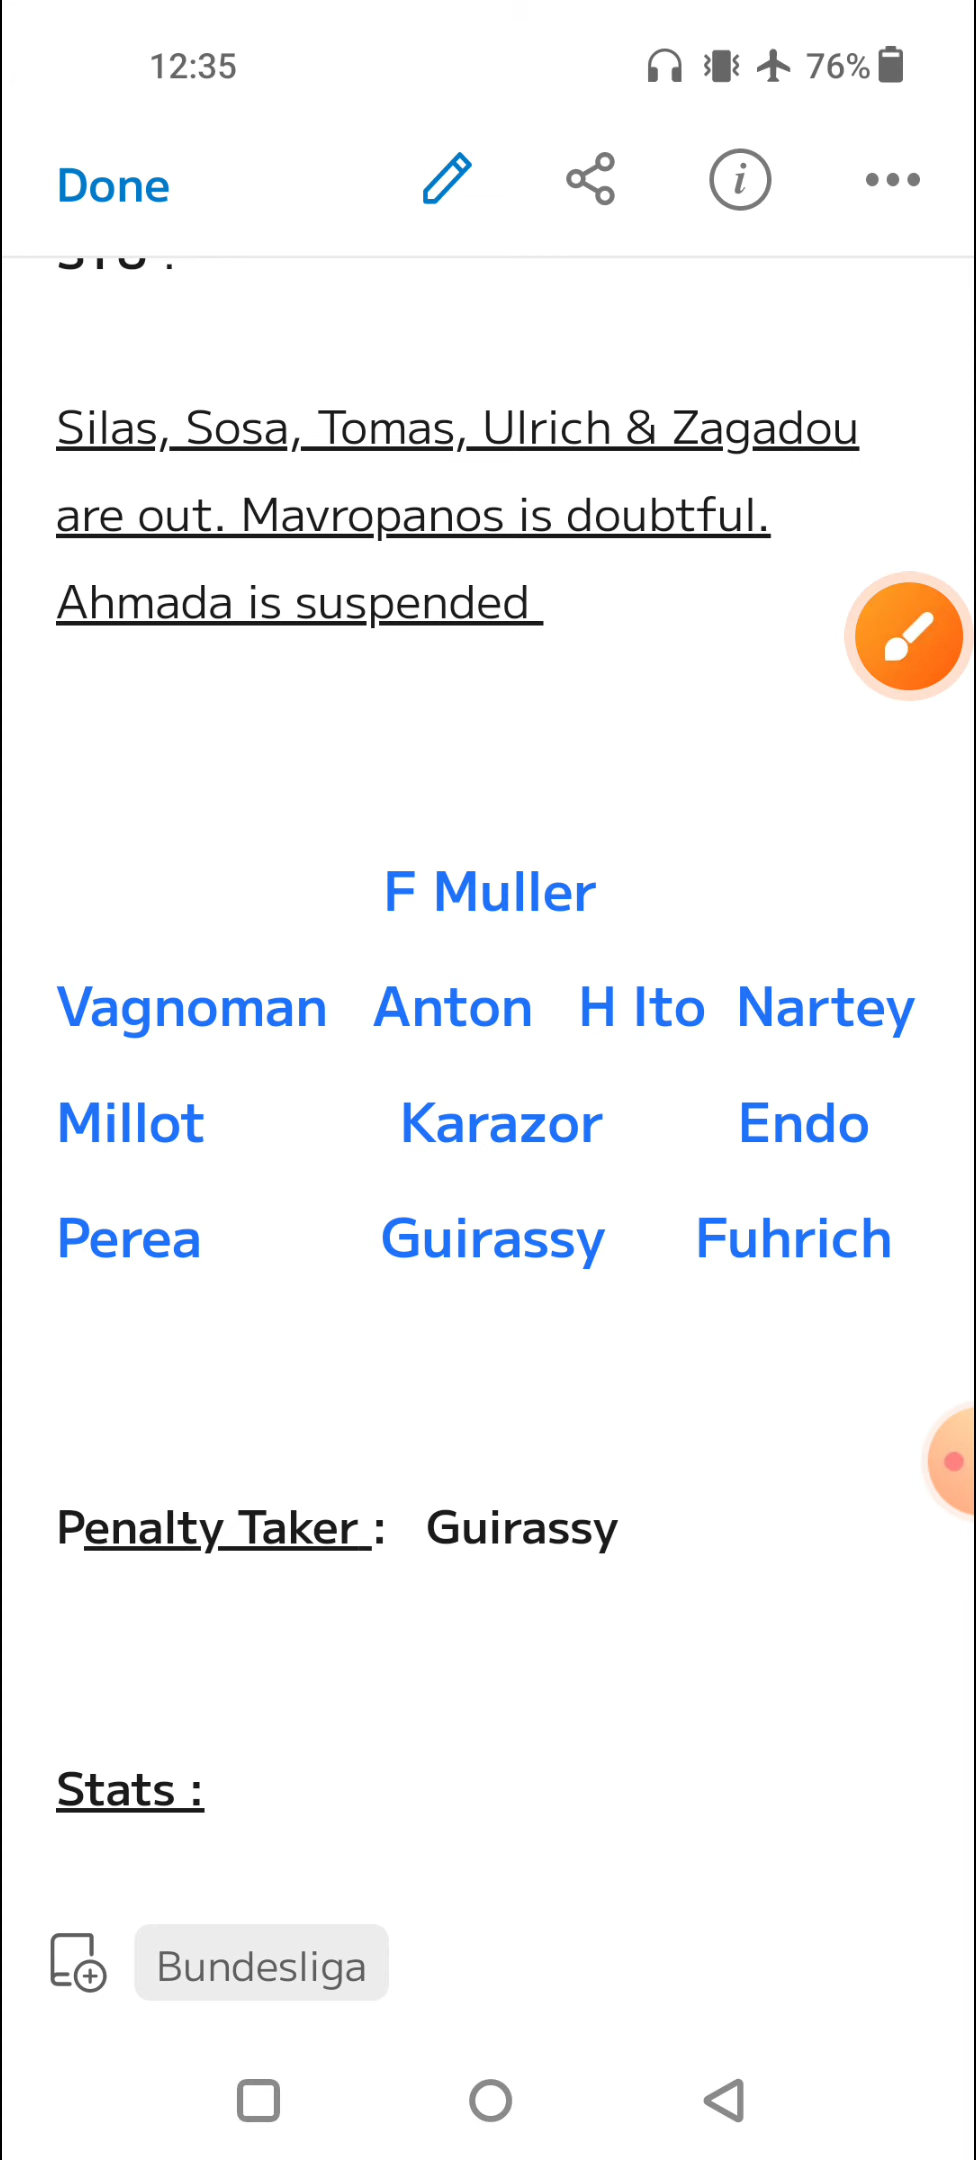 12:35 76%
Done
Silas, Sosa, Tomas, Ulrich & Zagadou
are out. Mavropanos is doubtful.
Ahmada is suspended
F Muller
Vagnoman Anton H Ito Nartey
Millot Karazor Endo
Perea Guirassy Fuhrich
Penalty Taker : Guirassy
Stats :
Bundesliga